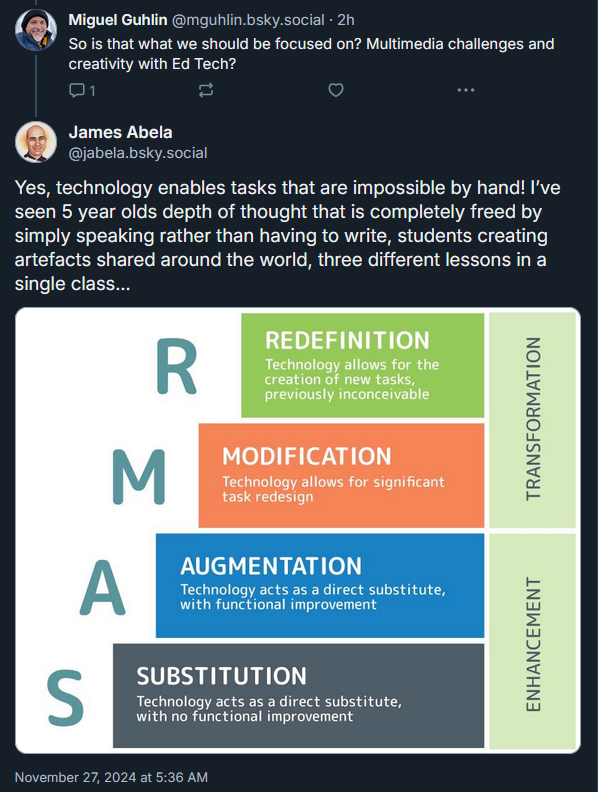 Miguel Guhlin @mguhlin.bsky.social · 2h
So is that what we should be focused on? Multimedia challenges and
creativity with Ed Tech?
1
James Abela
@jabela.bsky.social
Yes, technology enables tasks that are impossible by hand! I've
seen 5 year olds depth of thought that is completely freed by
simply speaking rather than having to write, students creating
artefacts shared around the world, three different lessons in a
single class...
R
REDEFINITION
Technology allows for the
creation of new tasks,
previously inconceivable
M
MODIFICATION
Technology allows for significant
task redesign
TRANSFORMATION
A
AUGMENTATION
Technology acts as a direct substitute,
with functional improvement
S
SUBSTITUTION
Technology acts as a direct substitute,
with no functional improvement
ENHANCEMENT
November 27, 2024 at 5:36 AM